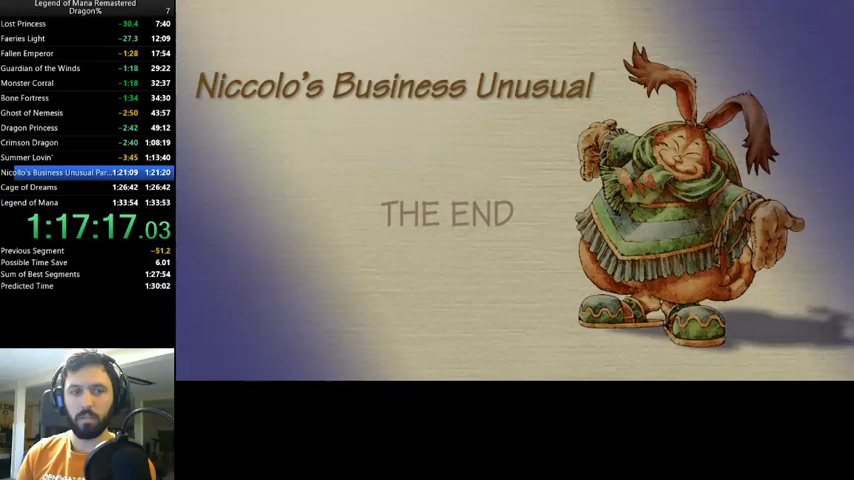 Legend of Mana Remastered
Dragon% 7
Lost Princess -30.4 7:40
Faeries Light -27.3 12:09
Fallen Emperor -1:28 17:54
Guardian of the Winds -1:18 29:22
Monster Corral -1:18 32:37
Bone Fortress -1:34 34:30
Ghost of Nemesis -2:50 43:57
Dragon Princess -2:42 49:12
Crimson Dragon -2:40 1:08:19
Summer Lovin' -3:45 1:13:40
Nicollo's Business Unusual Par... 1:21:09 1:21:20
Cage of Dreams 1:26:42 1:26:42
Legend of Mana 1:33:54 1:33:53
1:17:17.03
Previous Segment -51.2
Possible Time Save 6.01
Sum of Best Segments 1:27:54
Predicted Time 1:30:02
Niccolo's Business Unusual
THE END